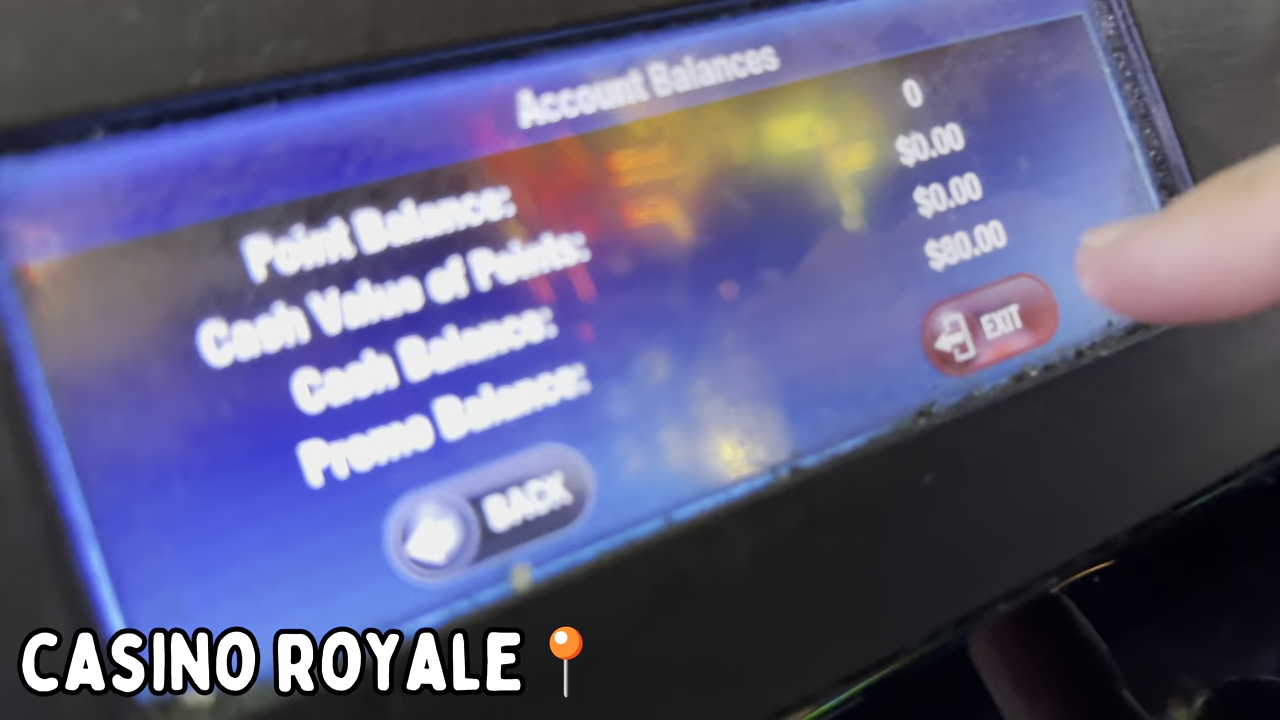 Account Balances
Point Balance: 0
Cash Value of Points: $0.00
Cash Balance: $0.00
Promo Balance: $80.00
BACK
EXIT
CASINO ROYALE